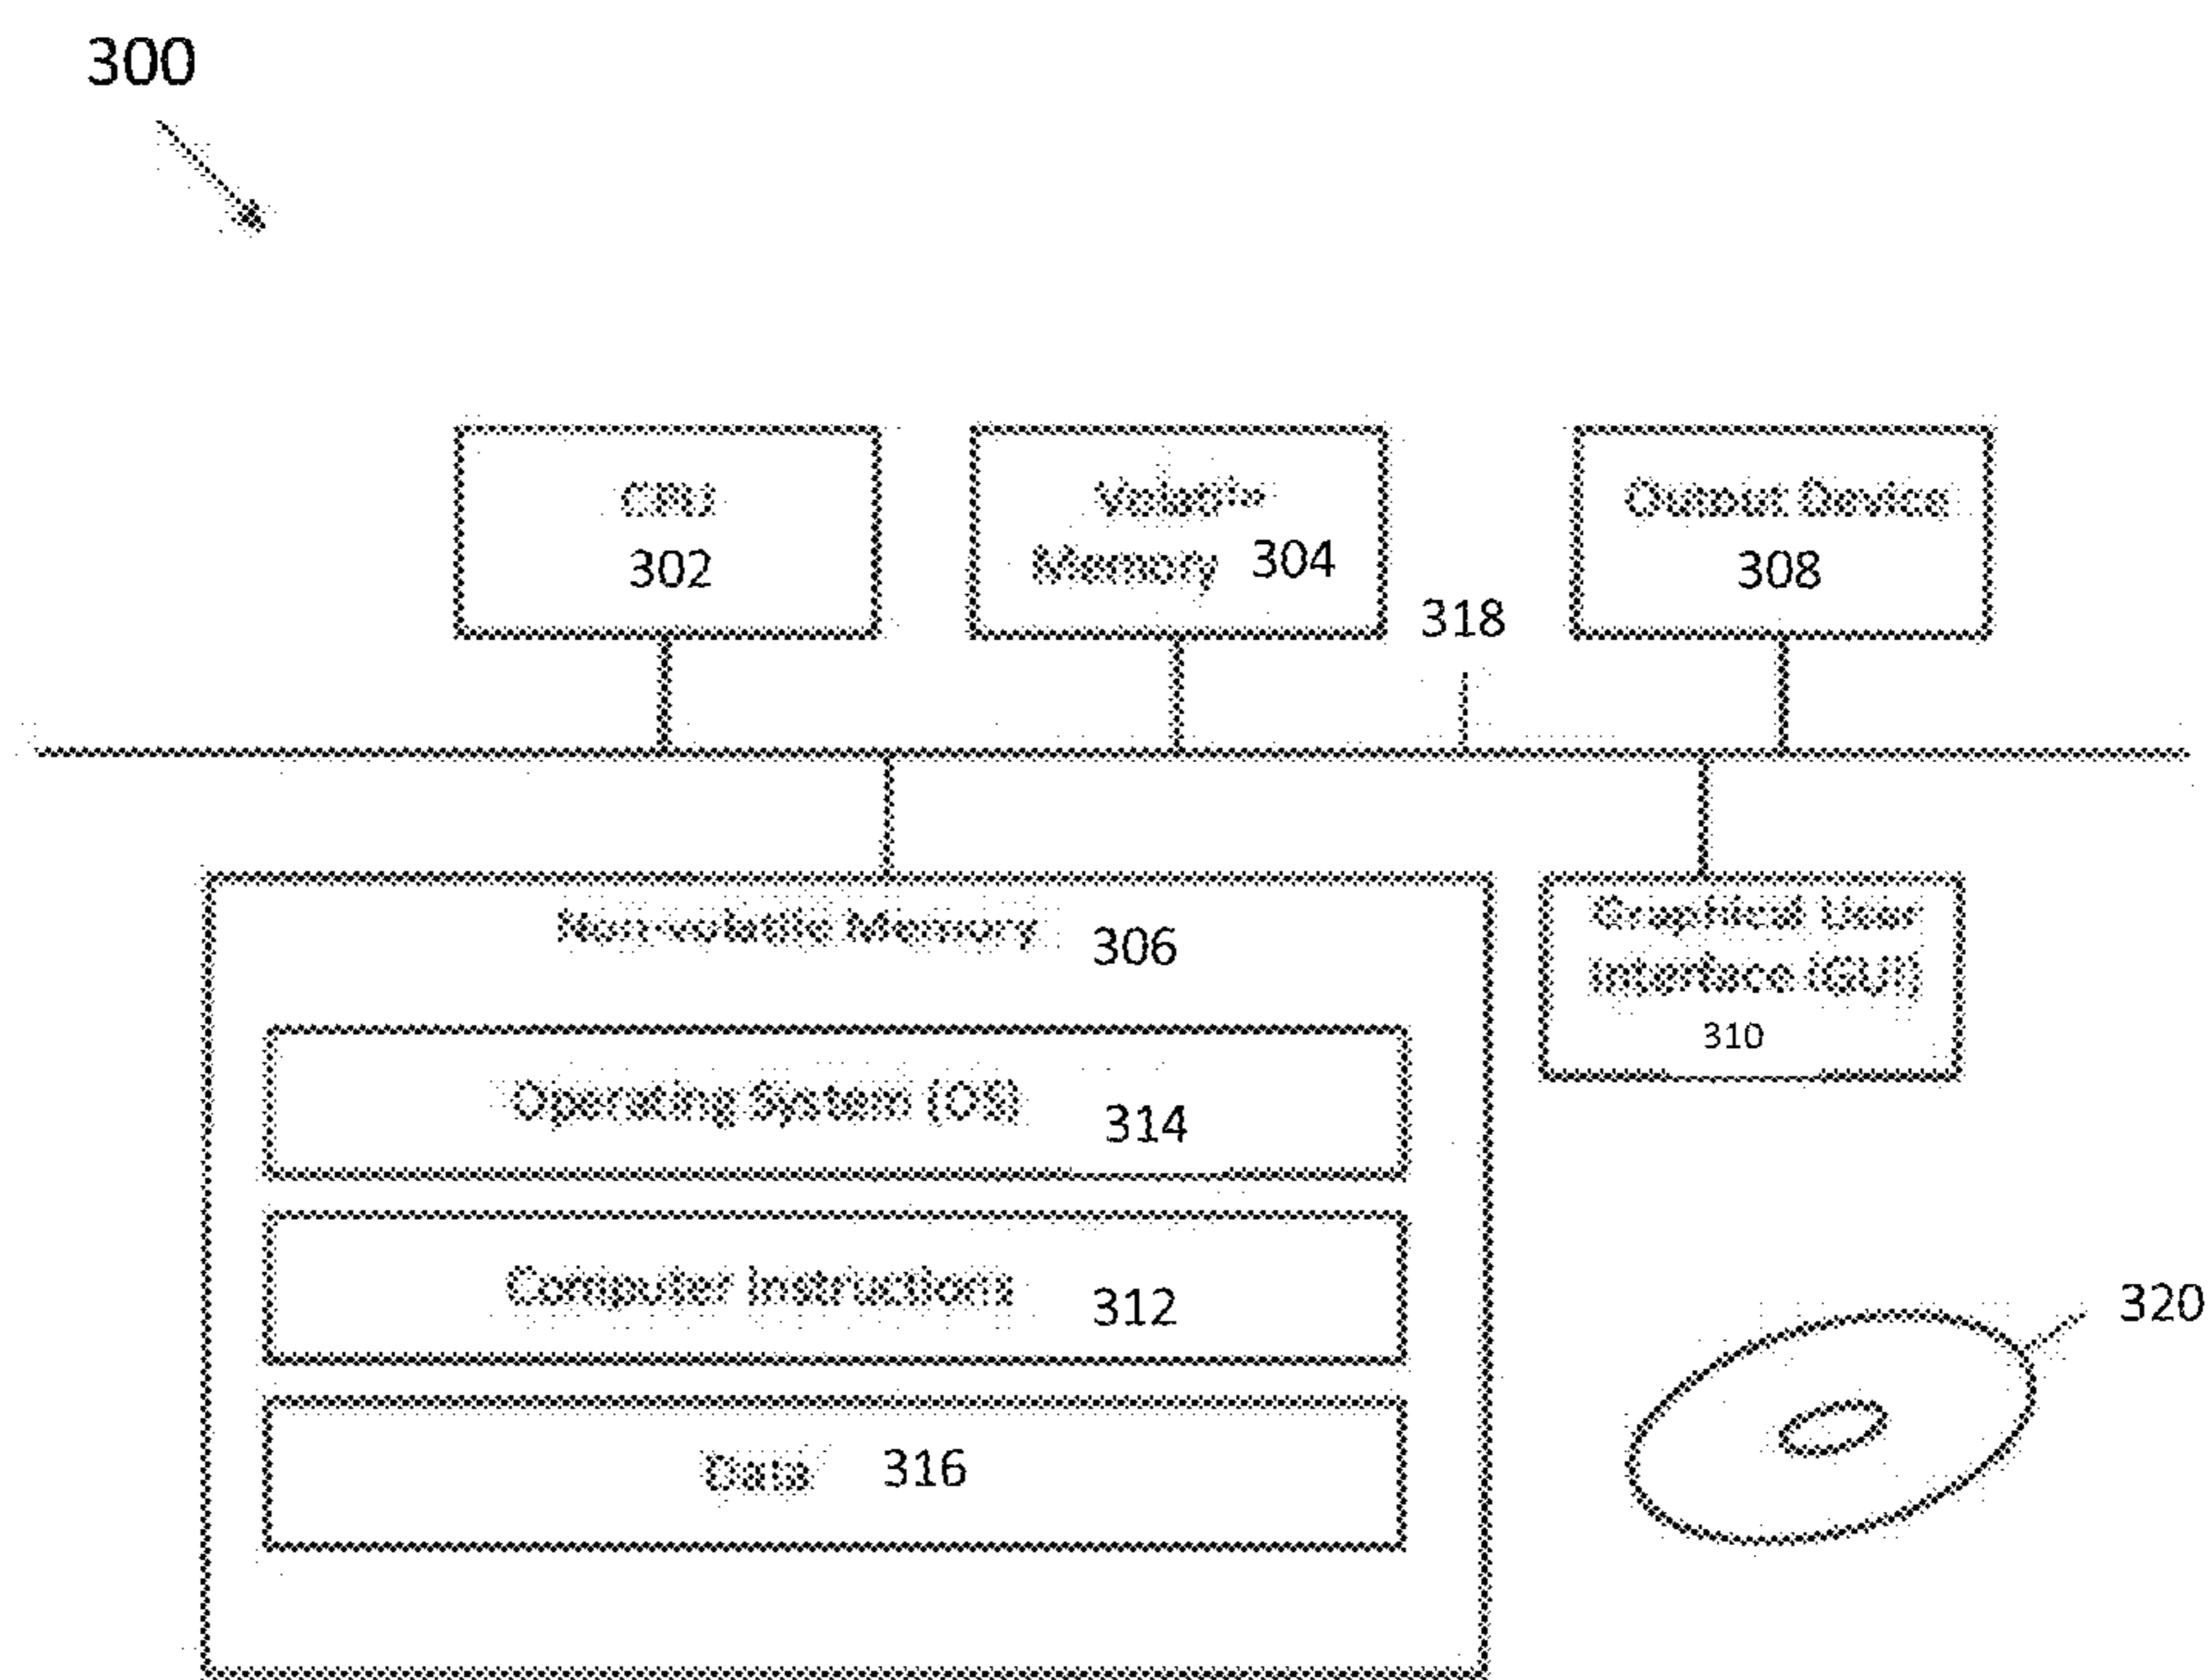 300
CPU
302
Volatile
Memory 304
Output Device
308
318
Non-volatile Memory 306
Graphical User
Interface (GUI)
310
Operating System (OS) 314
Computer Instructions 312
Data 316
320